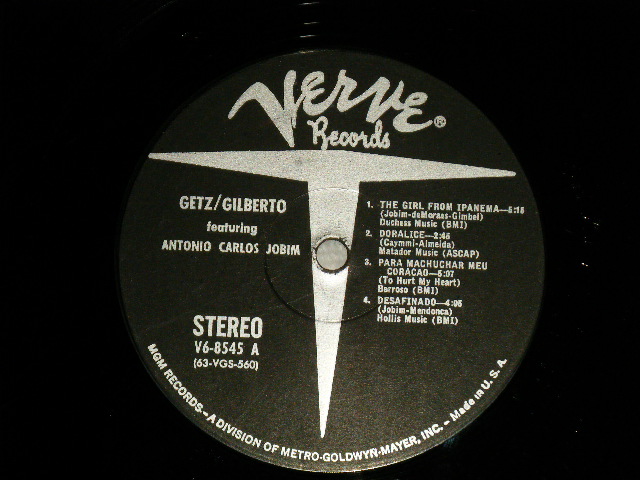 Verve®
Records
GETZ/GILBERTO
featuring
ANTONIO CARLOS JOBIM
STEREO
V6-8545 A
(63-VGS-560)
1. THE GIRL FROM IPANEMA—5:15
(Jobim-deMoraes-Gimbel)
Duchess Music (BMI)
2. DORALICE—2:45
(Caymmi-Almeida)
Matador Music (ASCAP)
3. PARA MACHUCHAR MEU
CORACAO—5:07
(To Hurt My Heart)
Barroso (BMI)
4. DESAFINADO—4:05
(Jobim-Mendonca)
Hollis Music (BMI)
MGM RECORDS—A DIVISION OF METRO-GOLDWYN-MAYER, INC. – Made in U. S. A.